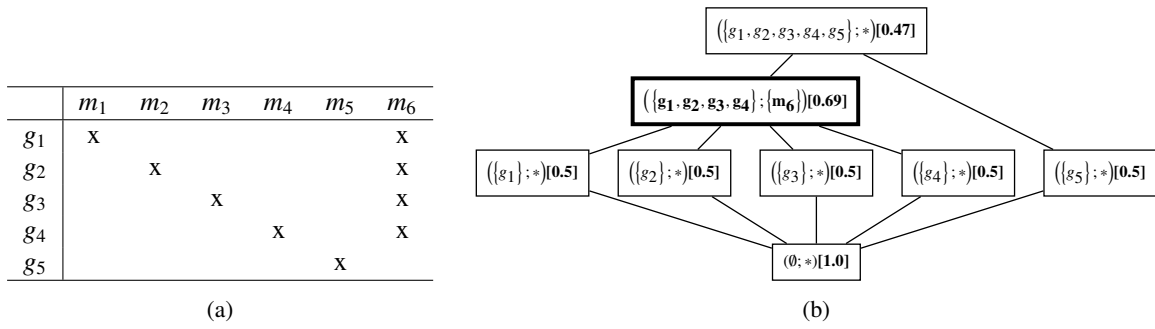 m₁ m₂ m₃ m₄ m₅ m₆
g₁ x x
g₂ x x
g₃ x x
g₄ x x
g₅ x
(a)
({g₁, g₂, g₃, g₄, g₅}; *)[0.47]
({g₁, g₂, g₃, g₄}; {m₆})[0.69]
({g₁}; *)[0.5] ({g₂}; *)[0.5] ({g₃}; *)[0.5] ({g₄}; *)[0.5] ({g₅}; *)[0.5]
(∅; *)[1.0]
(b)